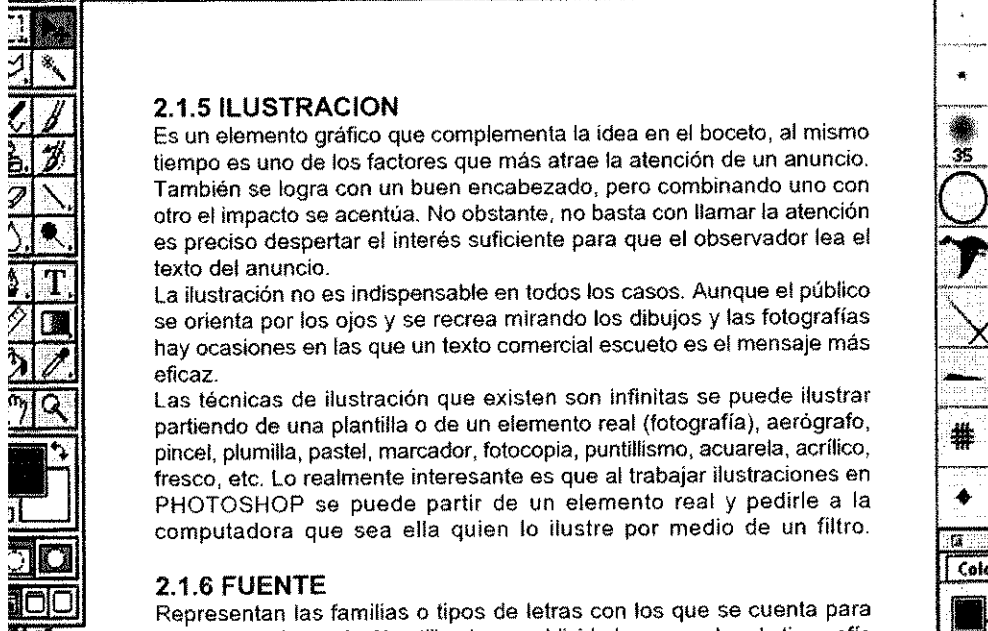 2.1.5 ILUSTRACION
Es un elemento gráfico que complementa la idea en el boceto, al mismo
tiempo es uno de los factores que más atrae la atención de un anuncio.
También se logra con un buen encabezado, pero combinando uno con
otro el impacto se acentúa. No obstante, no basta con llamar la atención
es preciso despertar el interés suficiente para que el observador lea el
texto del anuncio.
La ilustración no es indispensable en todos los casos. Aunque el público
se orienta por los ojos y se recrea mirando los dibujos y las fotografías
hay ocasiones en las que un texto comercial escueto es el mensaje más
eficaz.
Las técnicas de ilustración que existen son infinitas se puede ilustrar
partiendo de una plantilla o de un elemento real (fotografía), aerógrafo,
pincel, plumilla, pastel, marcador, fotocopia, puntillismo, acuarela, acrílico,
fresco, etc. Lo realmente interesante es que al trabajar ilustraciones en
PHOTOSHOP se puede partir de un elemento real y pedirle a la
computadora que sea ella quien lo ilustre por medio de un filtro.
2.1.6 FUENTE
Representan las familias o tipos de letras con los que se cuenta para
T
35